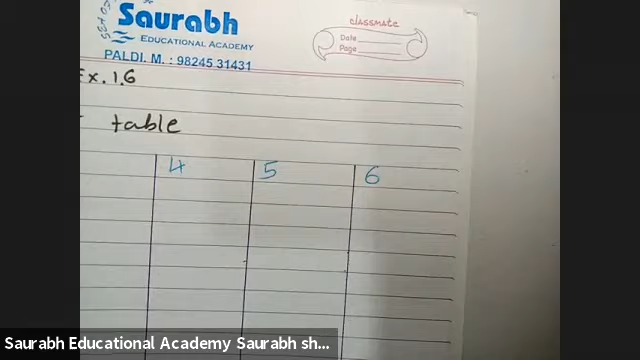 Saurabh
EDUCATIONAL ACADEMY
PALDI. M. : 98245 31431
classmate
Date
Page
Ex. 1.6
table
4 5 6
Saurabh Educational Academy Saurabh sh...